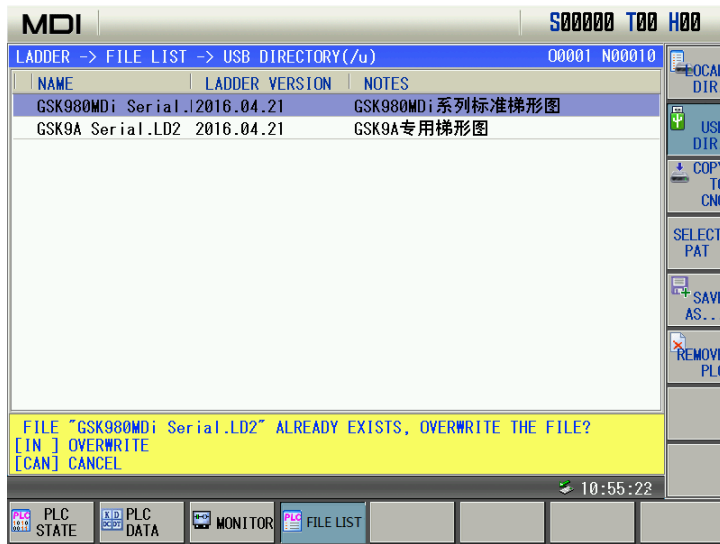 MDI S00000 T00 H00
LADDER -> FILE LIST -> USB DIRECTORY(/u) O0001 N00010
NAME LADDER VERSION NOTES
GSK980MDi Serial. 2016.04.21 GSK980MDi系列标准梯形图
GSK9A Serial.LD2 2016.04.21 GSK9A专用梯形图
FILE "GSK980MDi Serial.LD2" ALREADY EXISTS, OVERWRITE THE FILE?
[IN ] OVERWRITE
[CAN] CANCEL
10:55:22
LOCAL
DIR
USB
DIR
COPY
TO
CNC
SELECT
PAT
SAVE
AS...
REMOVE
PLC
PLC
STATE
PLC
DATA
MONITOR
FILE LIST